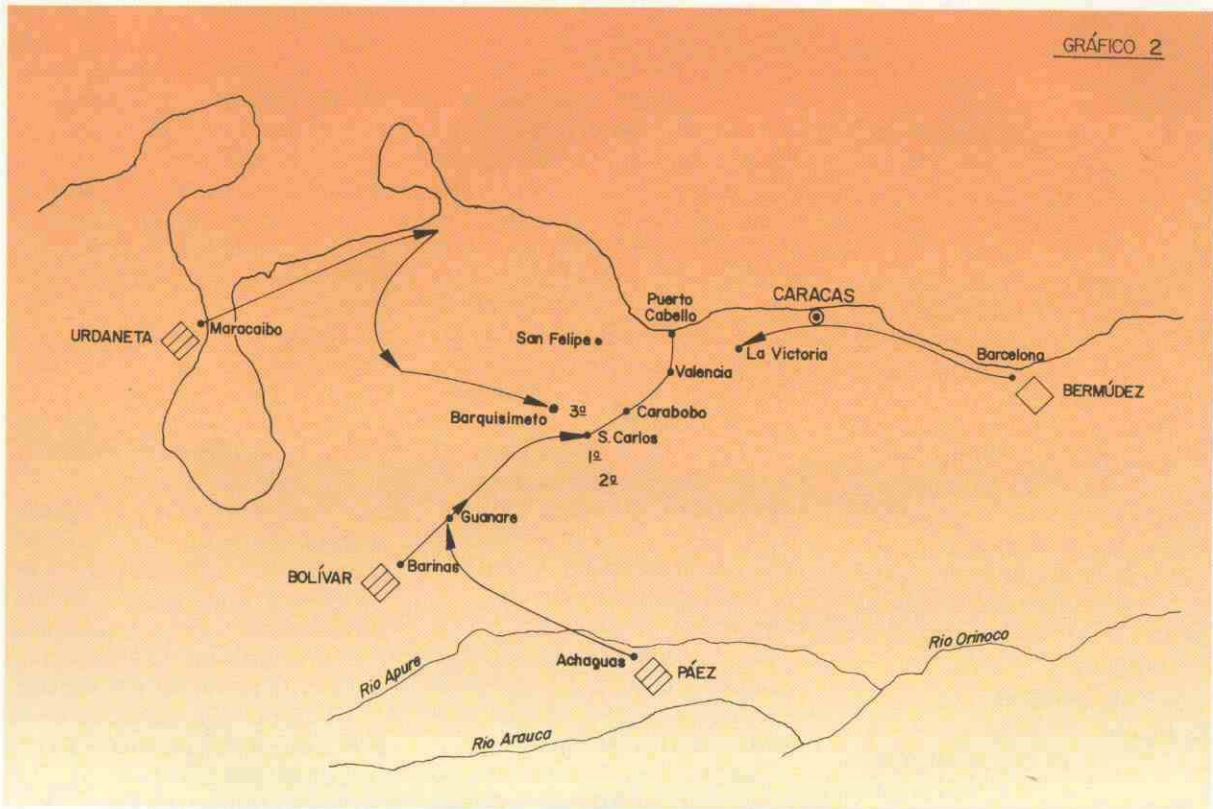 GRÁFICO 2
CARACAS
Puerto
Cabello
URDANETA
Maracaibo
San Felipe
La Victoria
Barcelona
Valencia
BERMÚDEZ
Barquisimeto
3º
Carabobo
S. Carlos
1º
2º
Guanare
BOLÍVAR
Barinas
Achaguas
PÁEZ
Rio Apure
Rio Orinoco
Rio Arauca